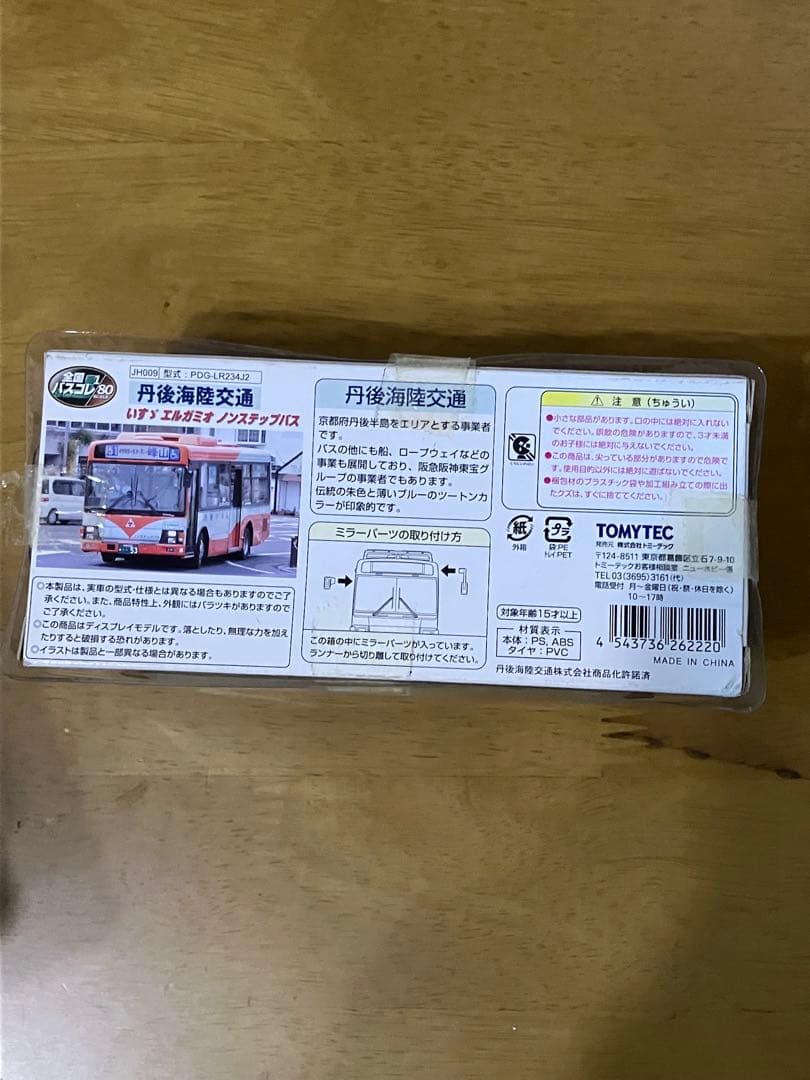 全国
バスコレ'80
SCALE
JH009 型式:PDG-LR234J2
丹後海陸交通
いすゞ エルガミオ ノンステップバス
51
峰山
93
◎本製品は、実車の型式・仕様とは異なる場合もありますのでご了
承ください。また、商品特性上、外観にはバラツキがありますので
ご了承ください。
◎この商品はディスプレイモデルです。落としたり、無理な力を加え
たりすると破損する恐れがあります。
◎イラストは製品と一部異なる場合があります。
丹後海陸交通
京都府丹後半島をエリアとする事業者
です。
バスの他にも船、ロープウェイなどの
事業も展開しており、阪急阪神東宝グ
ループの事業者でもあります。
伝統の朱色と薄いブルーのツートンカ
ラーが印象的です。
ミラーパーツの取り付け方
この箱の中にミラーパーツが入っています。
ランナーから切り離して取り付けてください。
⚠ 注 意 (ちゅうい)
●小さな部品があります。口の中には絶対に入れない
でください。誤飲の危険がありますので、3才未満
のお子様には絶対に与えないでください。
●この商品は、尖っている部分がありますので危険で
す。使用目的以外には絶対に遊ばないでください。
●梱包材のプラスチック袋や加工組み立ての際に出
たクズは、すぐに捨ててください。
紙
外箱
プラ
袋:PE
トレイ:PET
TOMYTEC
発売元 株式会社トミーテック
〒124-8511 東京都葛飾区立石7-9-10
トミーテックお客様相談室 ニューホビー係
TEL 03(3695)3161(代)
電話受付 月~金曜日(祝・祭・休日を除く)
10~17時
対象年齢15才以上
材質表示
本体:PS, ABS
タイヤ:PVC
4 543736 262220
MADE IN CHINA
丹後海陸交通株式会社商品化許諾済